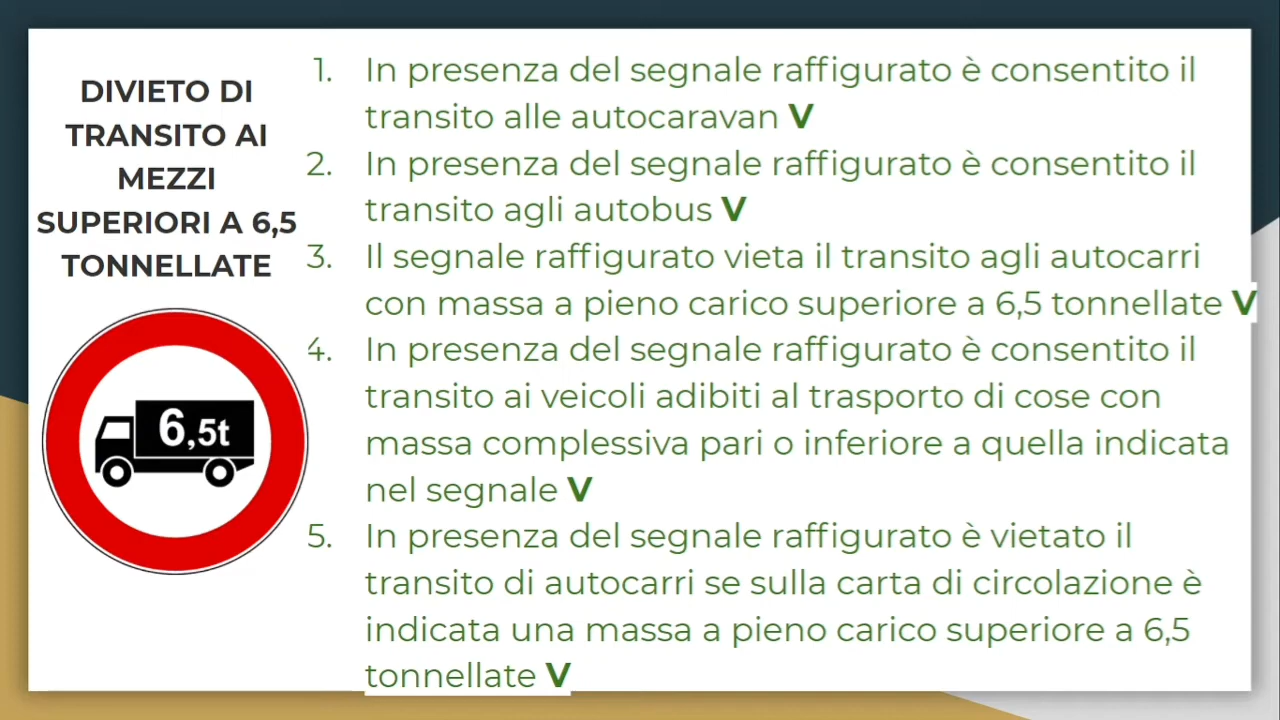 DIVIETO DI
TRANSITO AI
MEZZI
SUPERIORI A 6,5
TONNELLATE
6,5t
1. In presenza del segnale raffigurato è consentito il
transito alle autocaravan V
2. In presenza del segnale raffigurato è consentito il
transito agli autobus V
3. Il segnale raffigurato vieta il transito agli autocarri
con massa a pieno carico superiore a 6,5 tonnellate V
4. In presenza del segnale raffigurato è consentito il
transito ai veicoli adibiti al trasporto di cose con
massa complessiva pari o inferiore a quella indicata
nel segnale V
5. In presenza del segnale raffigurato è vietato il
transito di autocarri se sulla carta di circolazione è
indicata una massa a pieno carico superiore a 6,5
tonnellate V